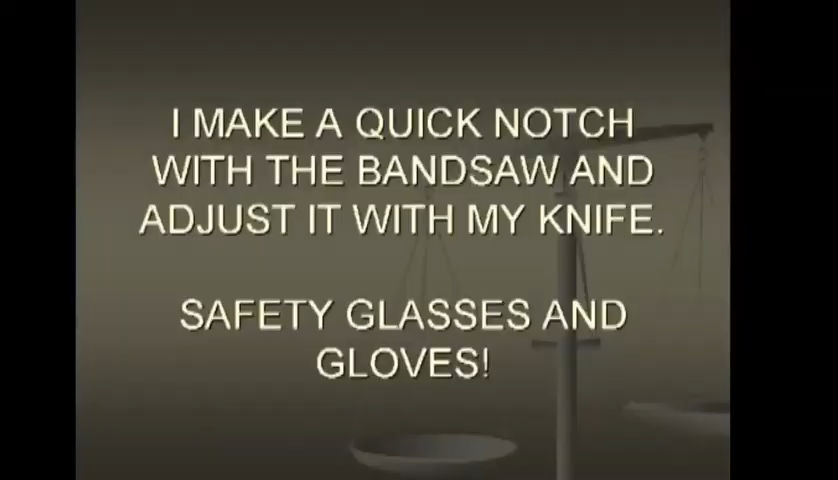 I MAKE A QUICK NOTCH
WITH THE BANDSAW AND
ADJUST IT WITH MY KNIFE.
SAFETY GLASSES AND
GLOVES!